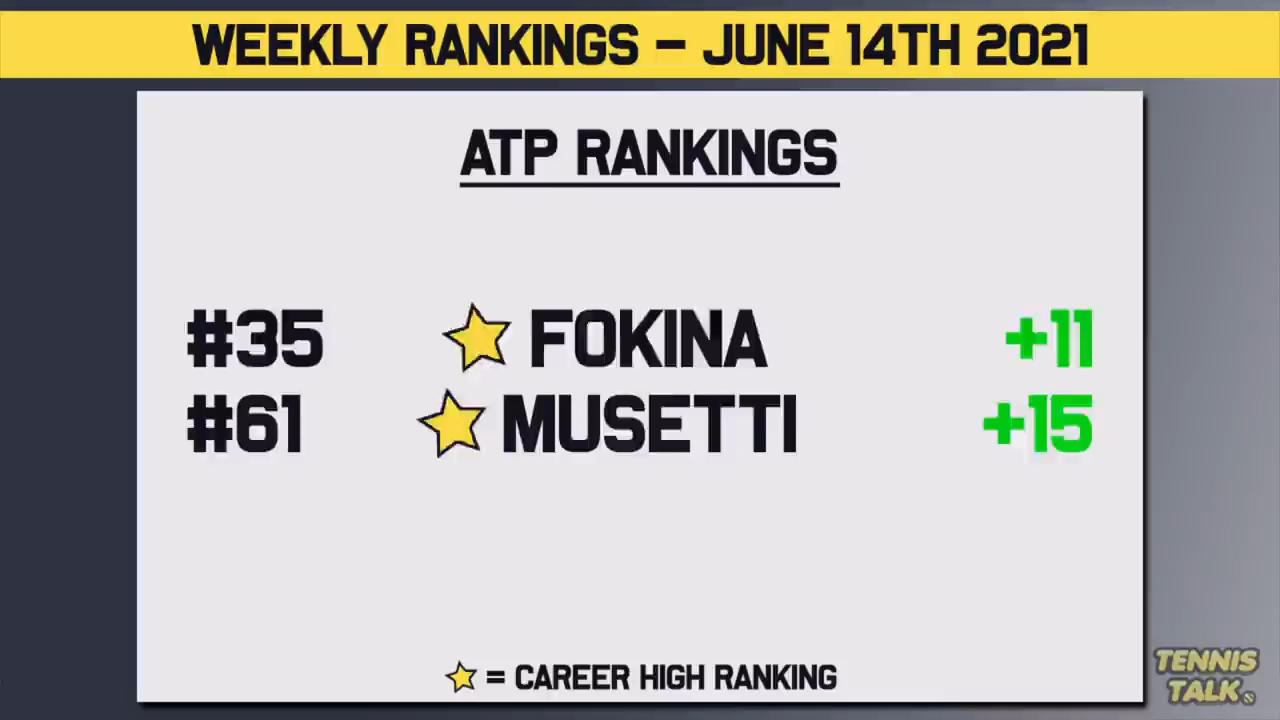 WEEKLY RANKINGS – JUNE 14TH 2021
ATP RANKINGS
#35 FOKINA +11
#61 MUSETTI +15
= CAREER HIGH RANKING
TENNIS
TALK